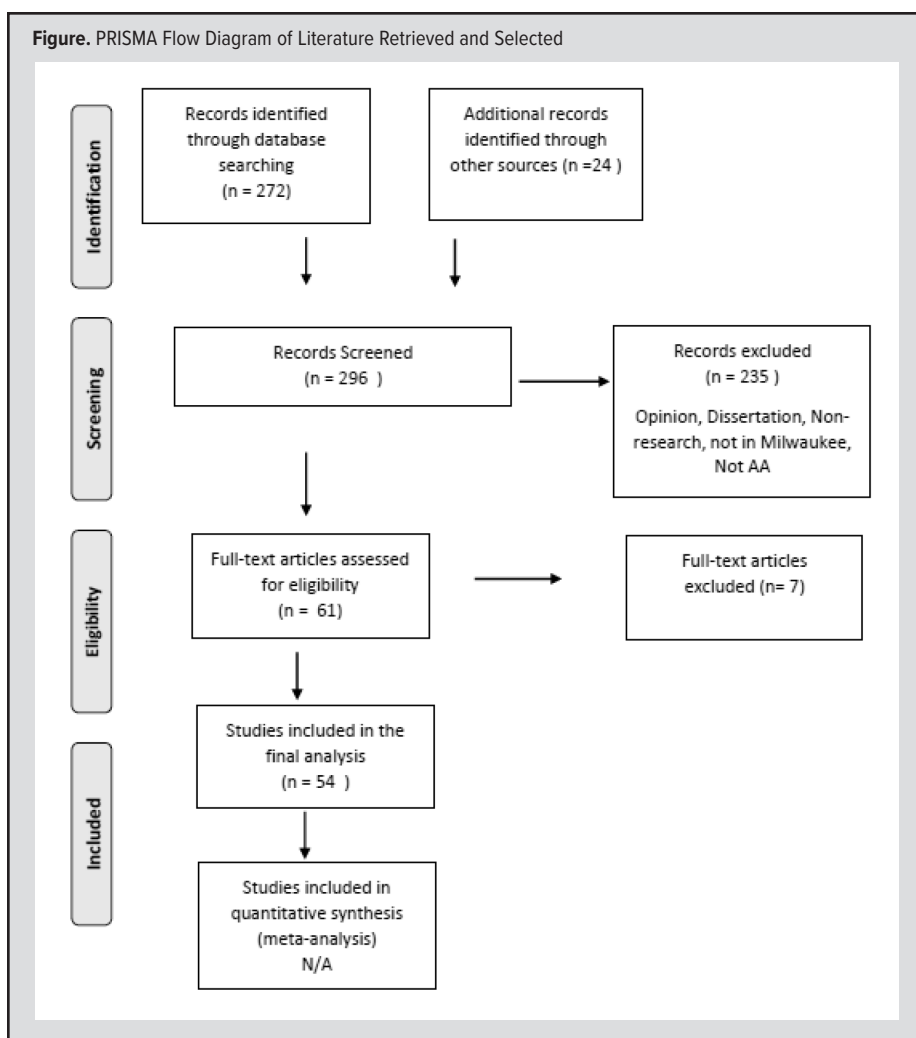 Figure. PRISMA Flow Diagram of Literature Retrieved and Selected
Identification
Records identified
through database
searching
(n = 272)
Additional records
identified through
other sources (n =24 )
Screening
Records Screened
(n = 296 )
Records excluded
(n = 235 )
Opinion, Dissertation, Non-
research, not in Milwaukee,
Not AA
Eligibility
Full-text articles assessed
for eligibility
(n = 61)
Full-text articles
excluded (n= 7)
Included
Studies included in the
final analysis
(n = 54 )
Studies included in
quantitative synthesis
(meta-analysis)
N/A